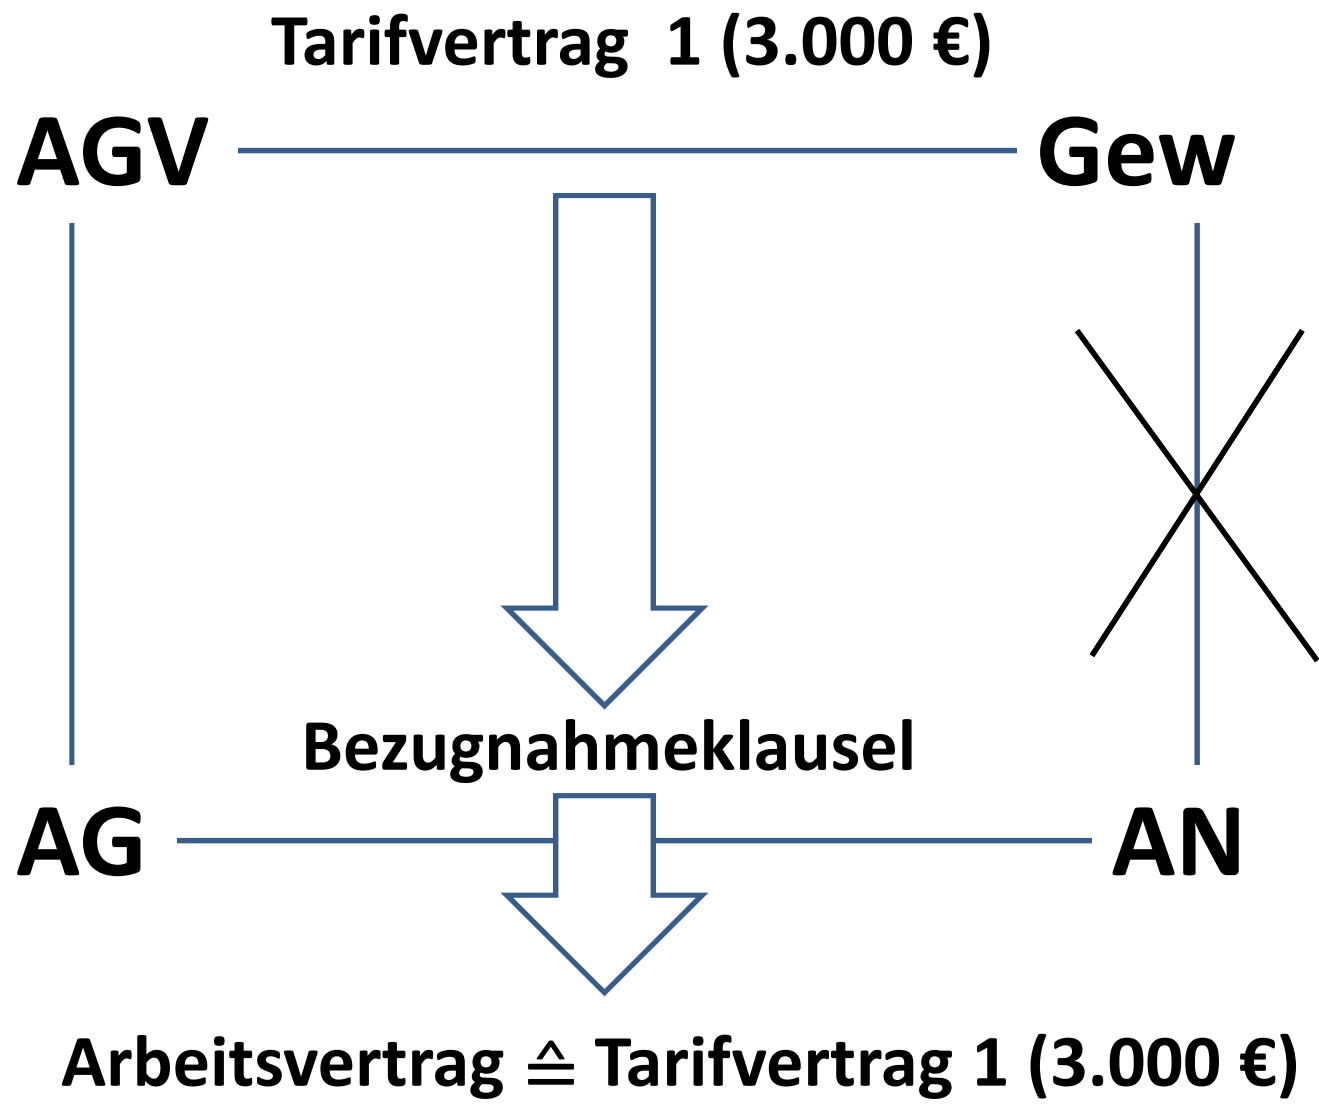 Tarifvertrag 1 (3.000 €)
AGV Gew
Bezugnahmeklausel
AG AN
Arbeitsvertrag ≙ Tarifvertrag 1 (3.000 €)